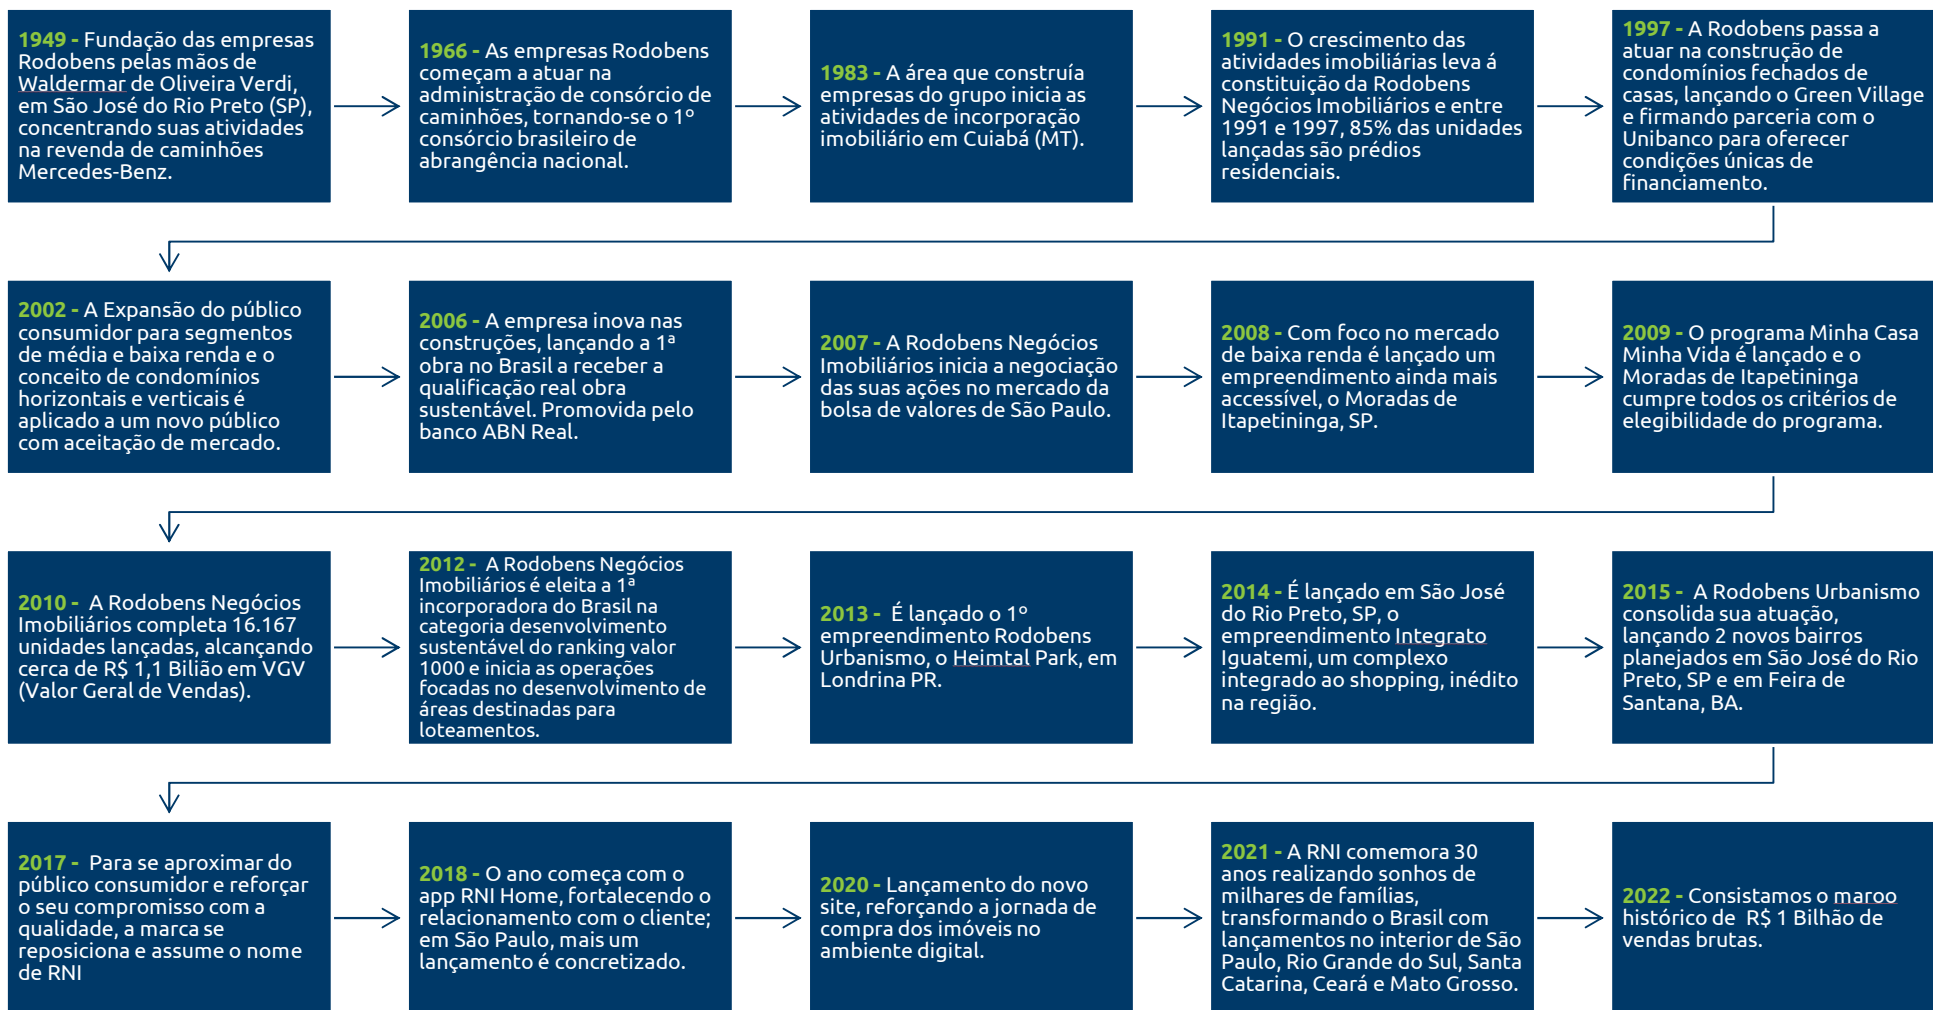 1949 - Fundação das empresas
Rodobens pelas mãos de
Waldermar de Oliveira Verdi,
em São José do Rio Preto (SP),
concentrando suas atividades
na revenda de caminhões
Mercedes-Benz.
1966 - As empresas Rodobens
começam a atuar na
administração de consórcio de
caminhões, tornando-se o 1º
consórcio brasileiro de
abrangência nacional.
1983 - A área que construía
empresas do grupo inicia as
atividades de incorporação
imobiliário em Cuiabá (MT).
1991 - O crescimento das
atividades imobiliárias leva á
constituição da Rodobens
Negócios Imobiliários e entre
1991 e 1997, 85% das unidades
lançadas são prédios
residenciais.
1997 - A Rodobens passa a
atuar na construção de
condomínios fechados de
casas, lançando o Green Village
e firmando parceria com o
Unibanco para oferecer
condições únicas de
financiamento.
2002 - A Expansão do público
consumidor para segmentos
de média e baixa renda e o
conceito de condomínios
horizontais e verticais é
aplicado a um novo público
com aceitação de mercado.
2006 - A empresa inova nas
construções, lançando a 1ª
obra no Brasil a receber a
qualificação real obra
sustentável. Promovida pelo
banco ABN Real.
2007 - A Rodobens Negócios
Imobiliários inicia a negociação
das suas ações no mercado da
bolsa de valores de São Paulo.
2008 - Com foco no mercado
de baixa renda é lançado um
empreendimento ainda mais
accessível, o Moradas de
Itapetininga, SP.
2009 - O programa Minha Casa
Minha Vida é lançado e o
Moradas de Itapetininga
cumpre todos os critérios de
elegibilidade do programa.
2010 - A Rodobens Negócios
Imobiliários completa 16.167
unidades lançadas, alcançando
cerca de R$ 1,1 Bilião em VGV
(Valor Geral de Vendas).
2012 - A Rodobens Negócios
Imobiliários é eleita a 1ª
incorporadora do Brasil na
categoria desenvolvimento
sustentável do ranking valor
1000 e inicia as operações
focadas no desenvolvimento de
áreas destinadas para
loteamentos.
2013 - É lançado o 1º
empreendimento Rodobens
Urbanismo, o Heimtal Park, em
Londrina PR.
2014 - É lançado em São José
do Rio Preto, SP, o
empreendimento Integrato
Iguatemi, um complexo
integrado ao shopping, inédito
na região.
2015 - A Rodobens Urbanismo
consolida sua atuação,
lançando 2 novos bairros
planejados em São José do Rio
Preto, SP e em Feira de
Santana, BA.
2017 - Para se aproximar do
público consumidor e reforçar
o seu compromisso com a
qualidade, a marca se
reposiciona e assume o nome
de RNI
2018 - O ano começa com o
app RNI Home, fortalecendo o
relacionamento com o cliente;
em São Paulo, mais um
lançamento é concretizado.
2020 - Lançamento do novo
site, reforçando a jornada de
compra dos imóveis no
ambiente digital.
2021 - A RNI comemora 30
anos realizando sonhos de
milhares de famílias,
transformando o Brasil com
lançamentos no interior de São
Paulo, Rio Grande do Sul, Santa
Catarina, Ceará e Mato Grosso.
2022 - Consistamos o maroo
histórico de R$ 1 Bilhão de
vendas brutas.